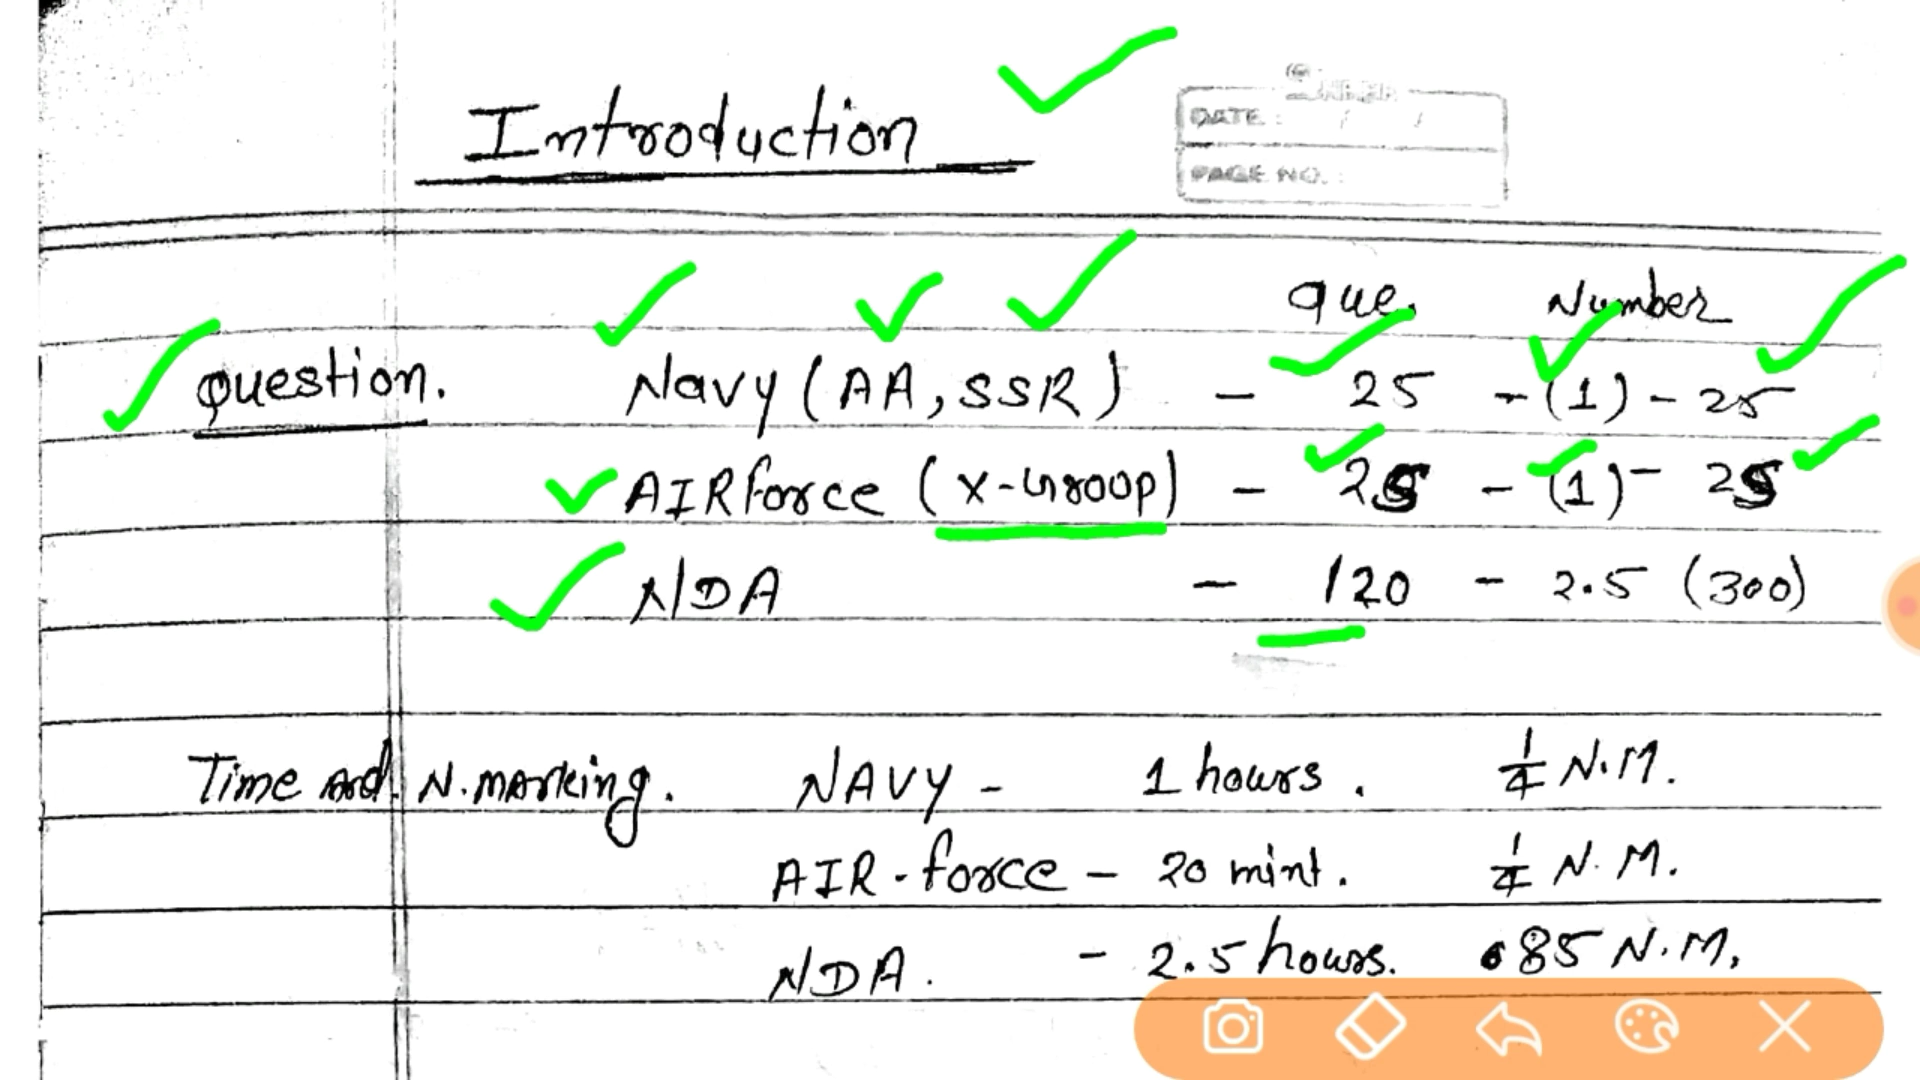 Introduction
DATE : / /
PAGE NO. :
que. Number
question. Navy (AA, SSR) - 25 - (1) - 25
AIRforce (X-Group) - 25 - (1) - 25
NDA - 120 - 2.5 (300)
Time and N. marking. NAVY - 1 hours. 1/4 N.M.
AIR-force - 20 mint. 1/4 N.M.
NDA. - 2.5 hours. .85 N.M.